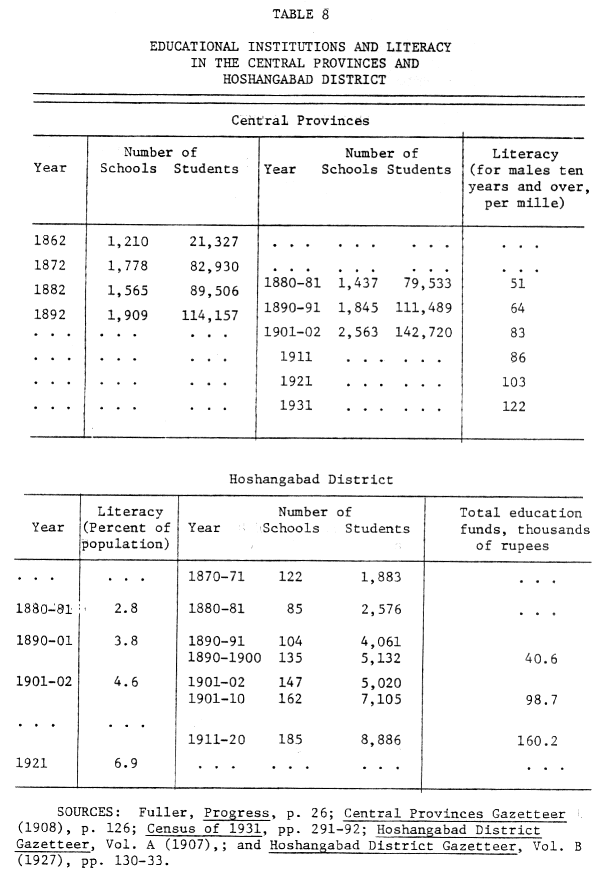 TABLE 8
EDUCATIONAL INSTITUTIONS AND LITERACY
IN THE CENTRAL PROVINCES AND
HOSHANGABAD DISTRICT
Central Provinces
Year Number of Schools Students Year Number of Schools Students Literacy (for males ten years and over, per mille)
1862 1,210 21,327 . . . . . . . . . . . .
1872 1,778 82,930 . . . . . . . . . . . .
1882 1,565 89,506 1880-81 1,437 79,533 51
1892 1,909 114,157 1890-91 1,845 111,489 64
. . . . . . . . . 1901-02 2,563 142,720 83
. . . . . . . . . 1911 . . . . . . 86
. . . . . . . . . 1921 . . . . . . 103
. . . . . . . . . 1931 . . . . . . 122
Hoshangabad District
Year Literacy (Percent of population) Year Number of Schools Students Total education funds, thousands of rupees
. . . . . . 1870-71 122 1,883 . . .
1880-81 2.8 1880-81 85 2,576 . . .
1890-01 3.8 1890-91 104 4,061
1890-1900 135 5,132 40.6
1901-02 4.6 1901-02 147 5,020
1901-10 162 7,105 98.7
. . . . . .
1911-20 185 8,886 160.2
1921 6.9 . . . . . . . . . . . .
SOURCES: Fuller, Progress, p. 26; Central Provinces Gazetteer
(1908), p. 126; Census of 1931, pp. 291-92; Hoshangabad District
Gazetteer, Vol. A (1907),; and Hoshangabad District Gazetteer, Vol. B
(1927), pp. 130-33.